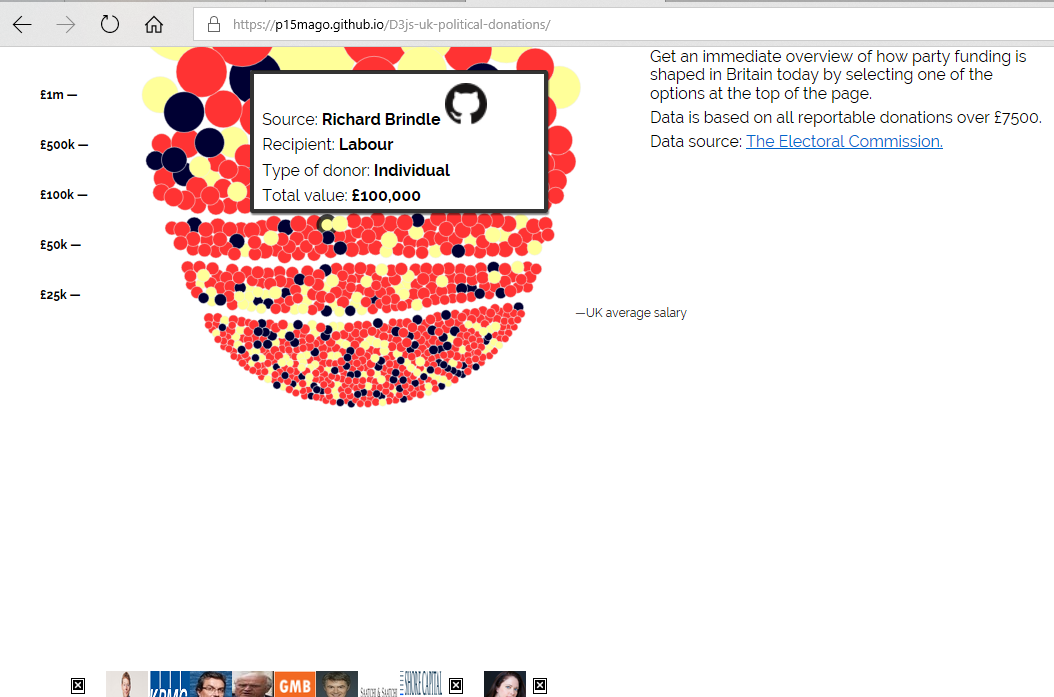 https://p15mago.github.io/D3js-uk-political-donations/
Get an immediate overview of how party funding is
shaped in Britain today by selecting one of the
options at the top of the page.
Data is based on all reportable donations over £7500.
Data source: The Electoral Commission.
£1m —
£500k —
£100k —
£50k —
£25k —
Source: Richard Brindle
Recipient: Labour
Type of donor: Individual
Total value: £100,000
—UK average salary
KPMG
GMB
SAATCHI & SAATCHI
SHORE CAPITAL